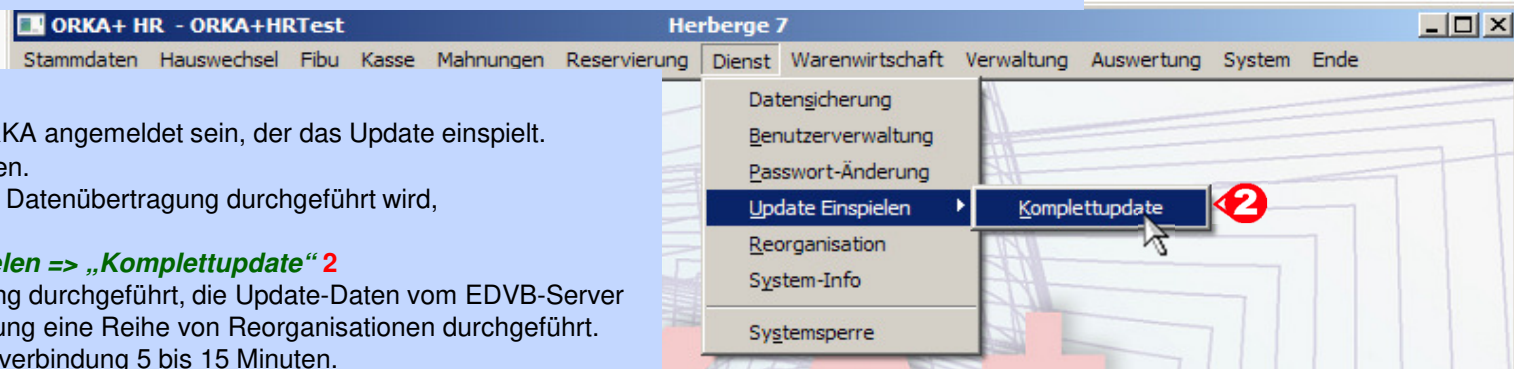 ORKA+ HR - ORKA+HRTest Herberge 7
Stammdaten Hauswechsel Fibu Kasse Mahnungen Reservierung Dienst Warenwirtschaft Verwaltung Auswertung System Ende
KA angemeldet sein, der das Update einspielt.
en.
Datenübertragung durchgeführt wird,
elen => „Komplettupdate“ 2
ng durchgeführt, die Update-Daten vom EDVB-Server
ung eine Reihe von Reorganisationen durchgeführt.
verbindung 5 bis 15 Minuten.
Datensicherung
Benutzerverwaltung
Passwort-Änderung
Update Einspielen
Komplettupdate
2
Reorganisation
System-Info
Systemsperre